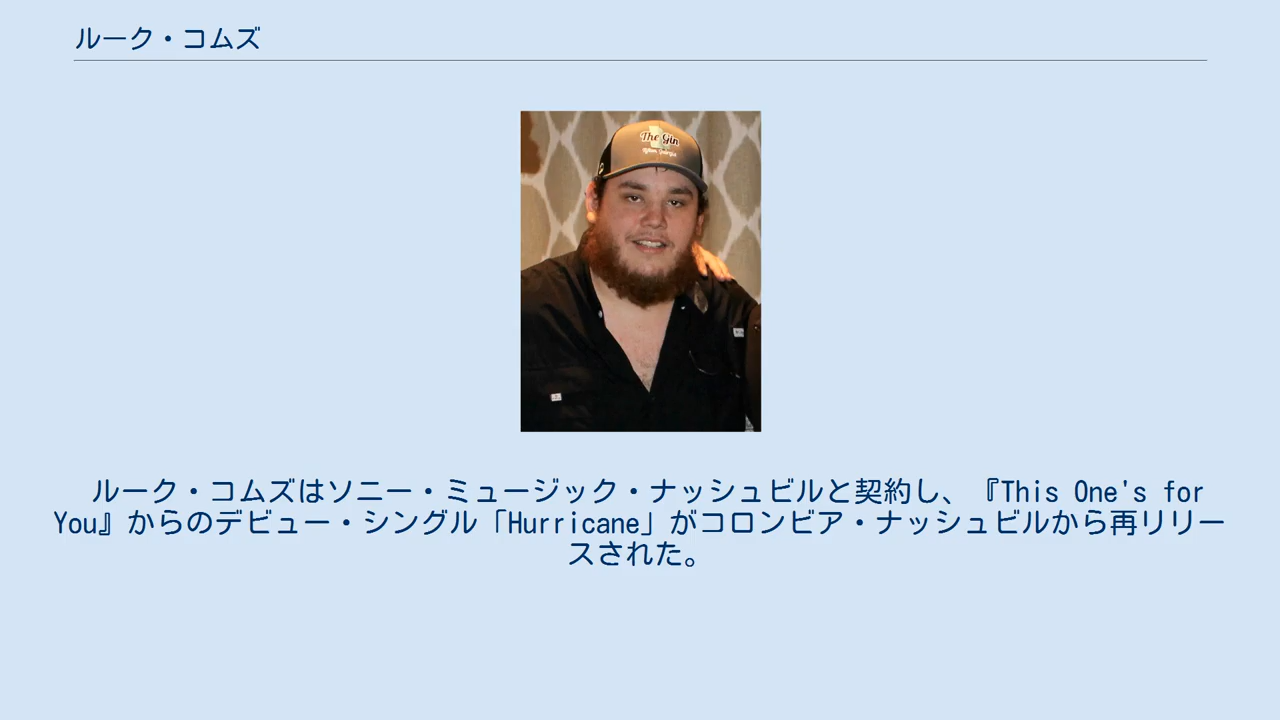 ルーク・コムズ
The Gin
ルーク・コムズはソニー・ミュージック・ナッシュビルと契約し、『This One's for
You』からのデビュー・シングル「Hurricane」がコロンビア・ナッシュビルから再リリー
スされた。